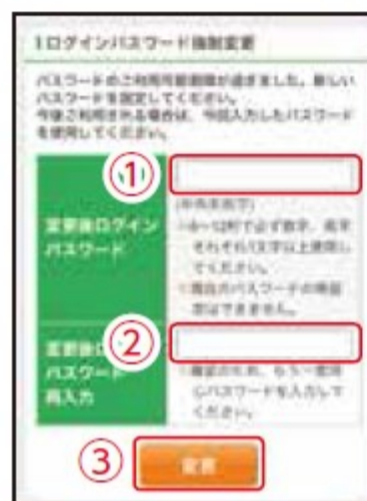 ログインパスワード強制変更
パスワードのご利用可能期限が過ぎました。新しい
パスワードを設定してください。
今後ご利用される場合は、今回入力したパスワード
を使用してください。
①
変更後ログイン
パスワード
(半角英数字)
※6~12桁で必ず数字、英字
それぞれ1文字以上使用し
てください。
※現在のパスワードの再設
定はできません。
②
変更後ロ
パスワード
再入力
※確認のため、もう一度同
じパスワードを入力して
ください。
③
変更